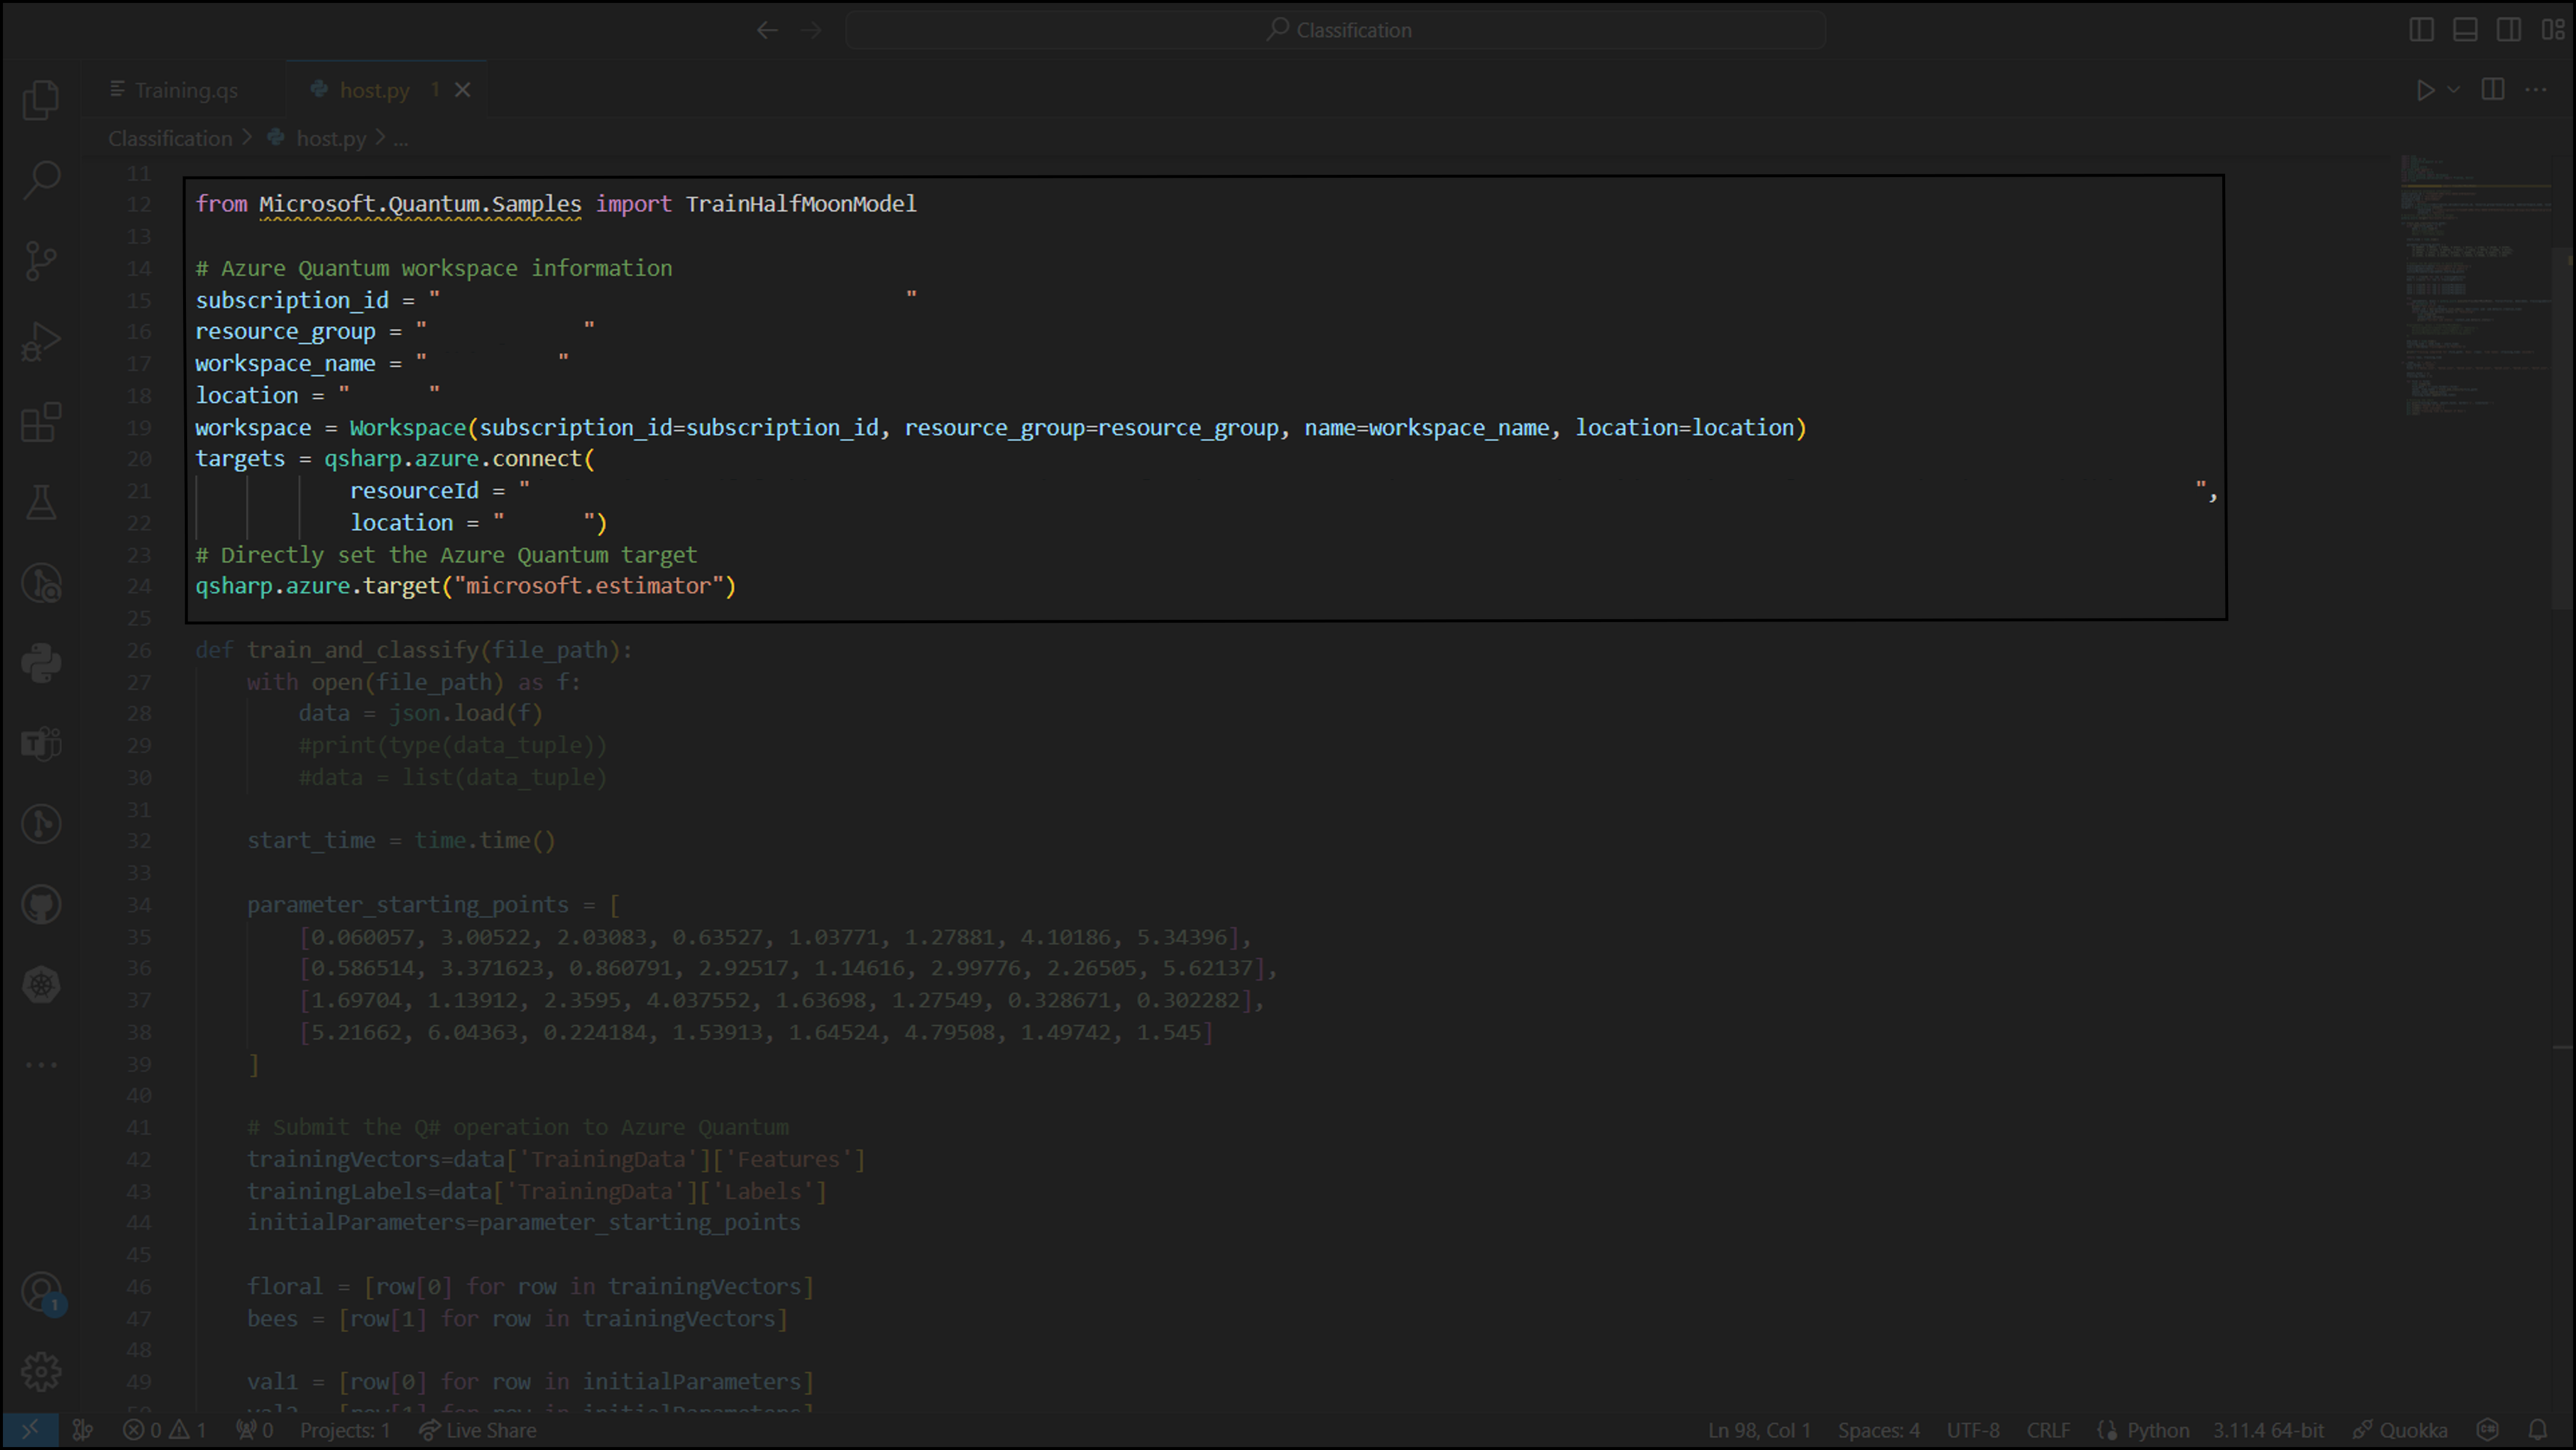 Classification
Training.qs
host.py 1
Classification > host.py > ...
11
12 from Microsoft.Quantum.Samples import TrainHalfMoonModel
13
14 # Azure Quantum workspace information
15 subscription_id = " "
16 resource_group = " "
17 workspace_name = " "
18 location = " "
19 workspace = Workspace(subscription_id=subscription_id, resource_group=resource_group, name=workspace_name, location=location)
20 targets = qsharp.azure.connect(
21 resourceId = " ",
22 location = " ")
23 # Directly set the Azure Quantum target
24 qsharp.azure.target("microsoft.estimator")
25
26 def train_and_classify(file_path):
27 with open(file_path) as f:
28 data = json.load(f)
29 #print(type(data_tuple))
30 #data = list(data_tuple)
31
32 start_time = time.time()
33
34 parameter_starting_points = [
35 [0.060057, 3.00522, 2.03083, 0.63527, 1.03771, 1.27881, 4.10186, 5.34396],
36 [0.586514, 3.371623, 0.860791, 2.92517, 1.14616, 2.99776, 2.26505, 5.62137],
37 [1.69704, 1.13912, 2.3595, 4.037552, 1.63698, 1.27549, 0.328671, 0.302282],
38 [5.21662, 6.04363, 0.224184, 1.53913, 1.64524, 4.79508, 1.49742, 1.545]
39 ]
40
41 # Submit the Q# operation to Azure Quantum
42 trainingVectors=data['TrainingData']['Features']
43 trainingLabels=data['TrainingData']['Labels']
44 initialParameters=parameter_starting_points
45
46 floral = [row[0] for row in trainingVectors]
47 bees = [row[1] for row in trainingVectors]
48
49 val1 = [row[0] for row in initialParameters]
1
0 1 0 Projects: 1 Live Share Ln 98, Col 1 Spaces: 4 UTF-8 CRLF Python 3.11.4 64-bit Quokka